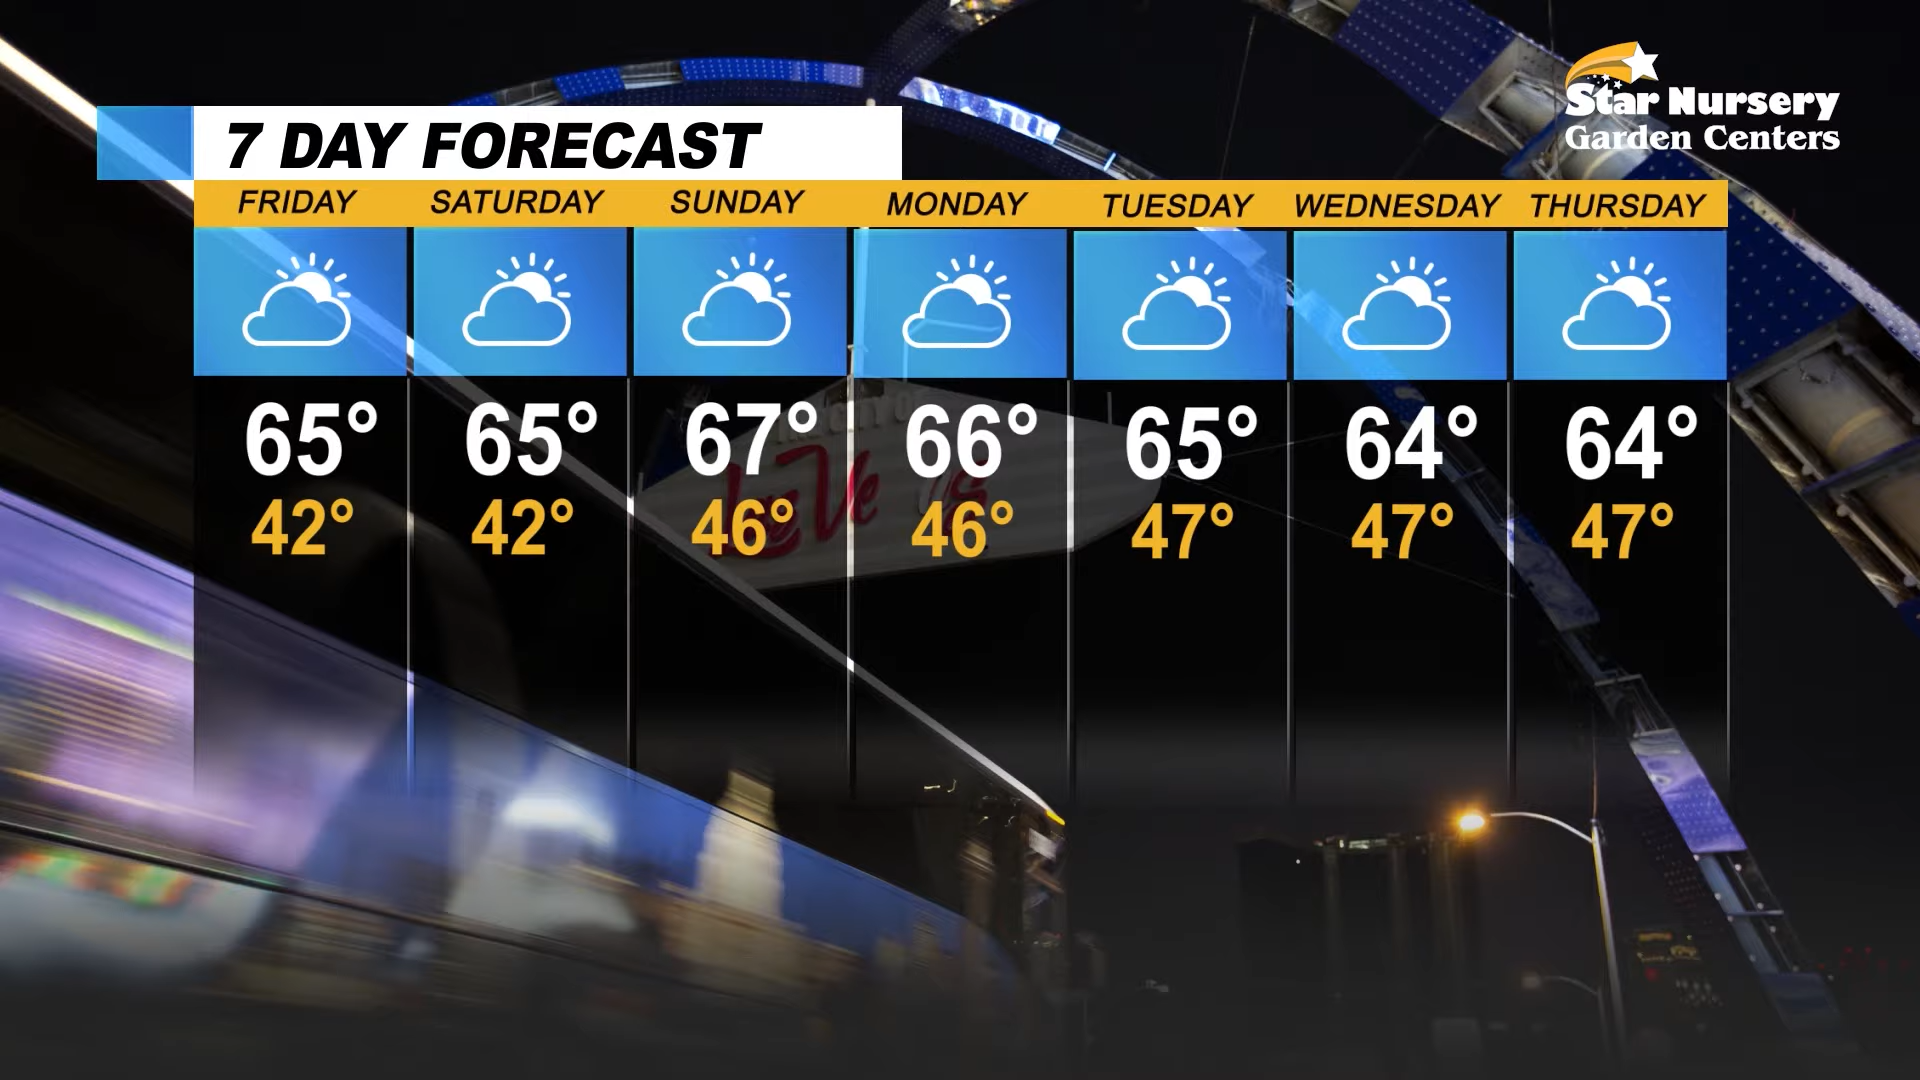 Star Nursery
Garden Centers
7 DAY FORECAST
FRIDAY SATURDAY SUNDAY MONDAY TUESDAY WEDNESDAY THURSDAY
65° 65° 67° 66° 65° 64° 64°
42° 42° 46° 46° 47° 47° 47°